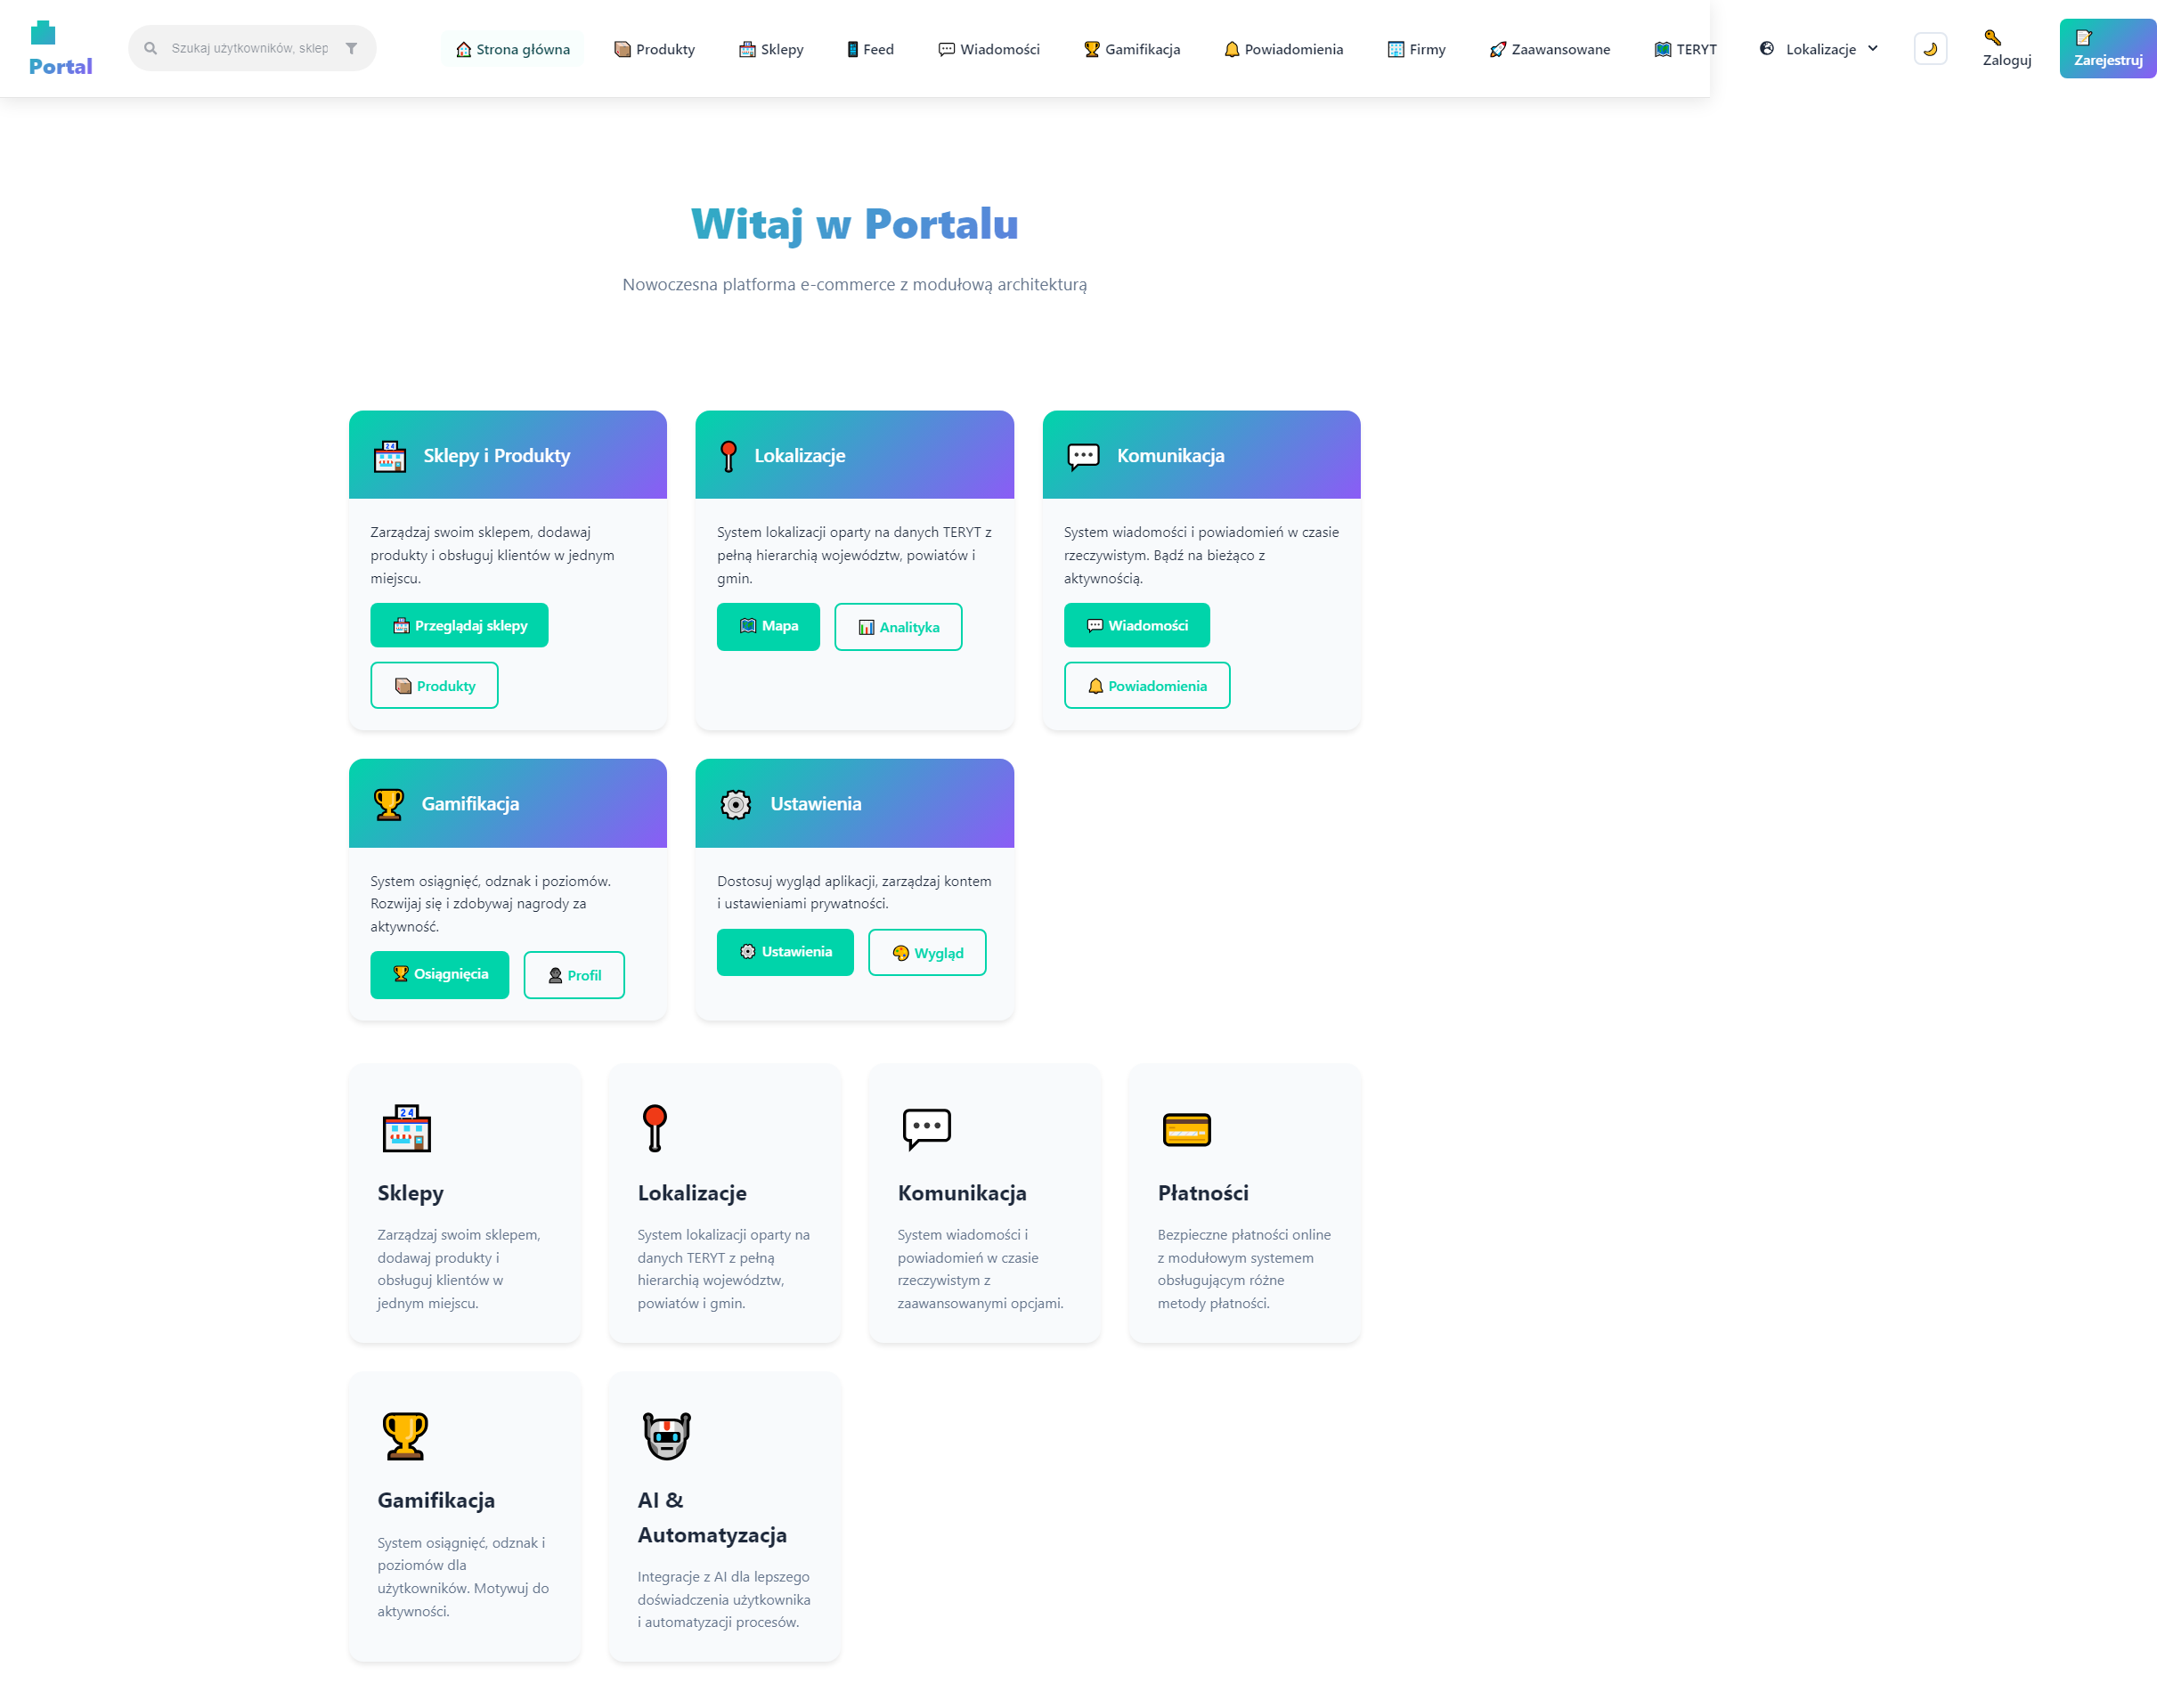 Portal
Szukaj użytkowników, sklep
Strona główna
Produkty
Sklepy
Feed
Wiadomości
Gamifikacja
Powiadomienia
Firmy
Zaawansowane
TERYT
Lokalizacje
Zaloguj
Zarejestruj
Witaj w Portalu
Nowoczesna platforma e-commerce z modułową architekturą
Sklepy i Produkty
Zarządzaj swoim sklepem, dodawaj
produkty i obsługuj klientów w jednym
miejscu.
Przeglądaj sklepy
Produkty
Lokalizacje
System lokalizacji oparty na danych TERYT z
pełną hierarchią województw, powiatów i
gmin.
Mapa
Analityka
Komunikacja
System wiadomości i powiadomień w czasie
rzeczywistym. Bądź na bieżąco z
aktywnością.
Wiadomości
Powiadomienia
Gamifikacja
System osiągnięć, odznak i poziomów.
Rozwijaj się i zdobywaj nagrody za
aktywność.
Osiągnięcia
Profil
Ustawienia
Dostosuj wygląd aplikacji, zarządzaj kontem
i ustawieniami prywatności.
Ustawienia
Wygląd
24
Sklepy
Zarządzaj swoim sklepem,
dodawaj produkty i
obsługuj klientów w
jednym miejscu.
Lokalizacje
System lokalizacji oparty na
danych TERYT z pełną
hierarchią województw,
powiatów i gmin.
Komunikacja
System wiadomości i
powiadomień w czasie
rzeczywistym z
zaawansowanymi opcjami.
Płatności
Bezpieczne płatności online
z modułowym systemem
obsługującym różne
metody płatności.
Gamifikacja
System osiągnięć, odznak i
poziomów dla
użytkowników. Motywuj do
aktywności.
AI &
Automatyzacja
Integracje z AI dla lepszego
doświadczenia użytkownika
i automatyzacji procesów.